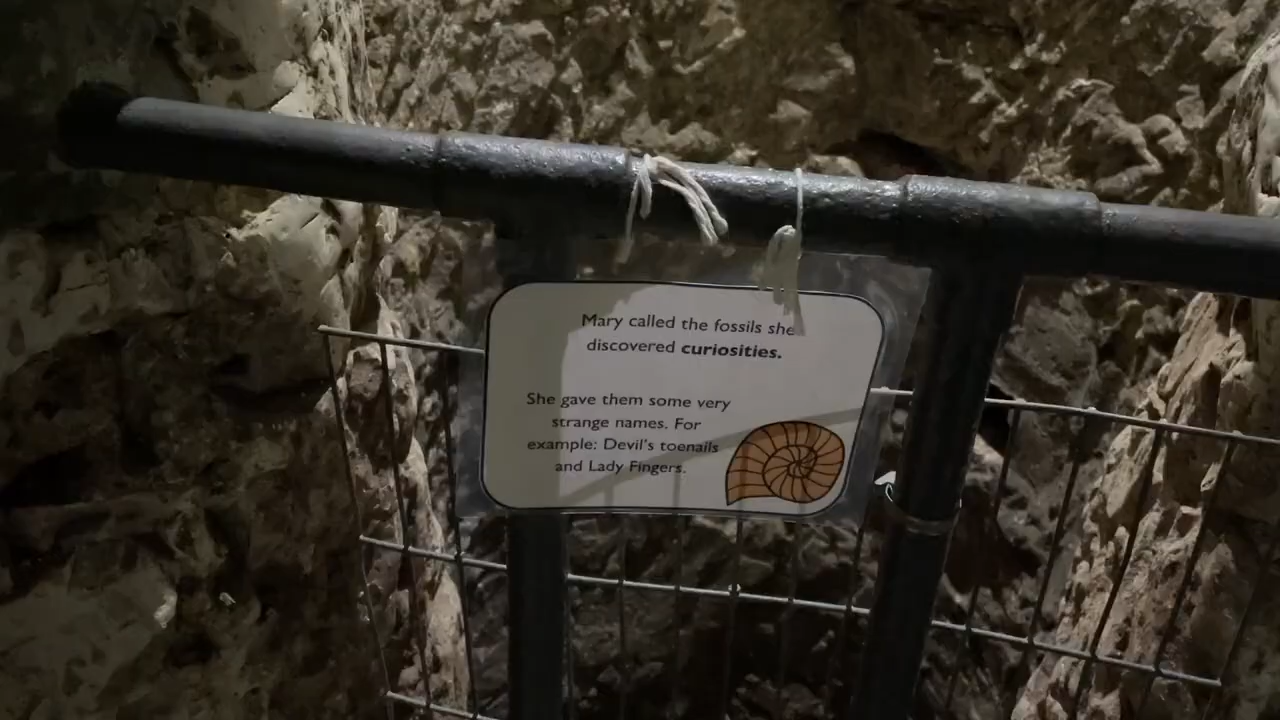 Mary called the fossils she
discovered curiosities.
She gave them some very
strange names. For
example: Devil's toenails
and Lady Fingers.